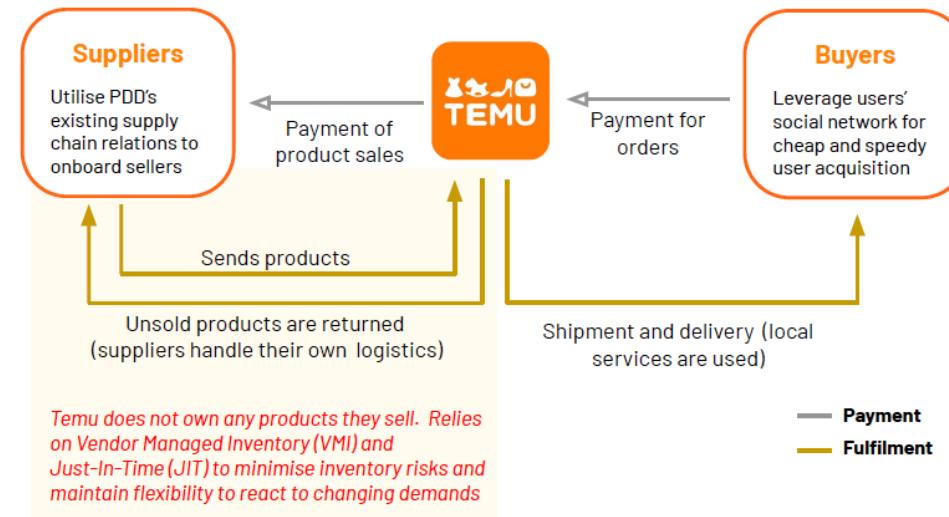 Suppliers
Utilise PDD's
existing supply
chain relations to
onboard sellers
Payment of
product sales
TEMU
Payment for
orders
Buyers
Leverage users'
social network for
cheap and speedy
user acquisition
Sends products
Unsold products are returned
(suppliers handle their own logistics)
Shipment and delivery (local
services are used)
Temu does not own any products they sell. Relies
on Vendor Managed Inventory (VMI) and
Just-In-Time (JIT) to minimise inventory risks and
maintain flexibility to react to changing demands
Payment
Fulfilment